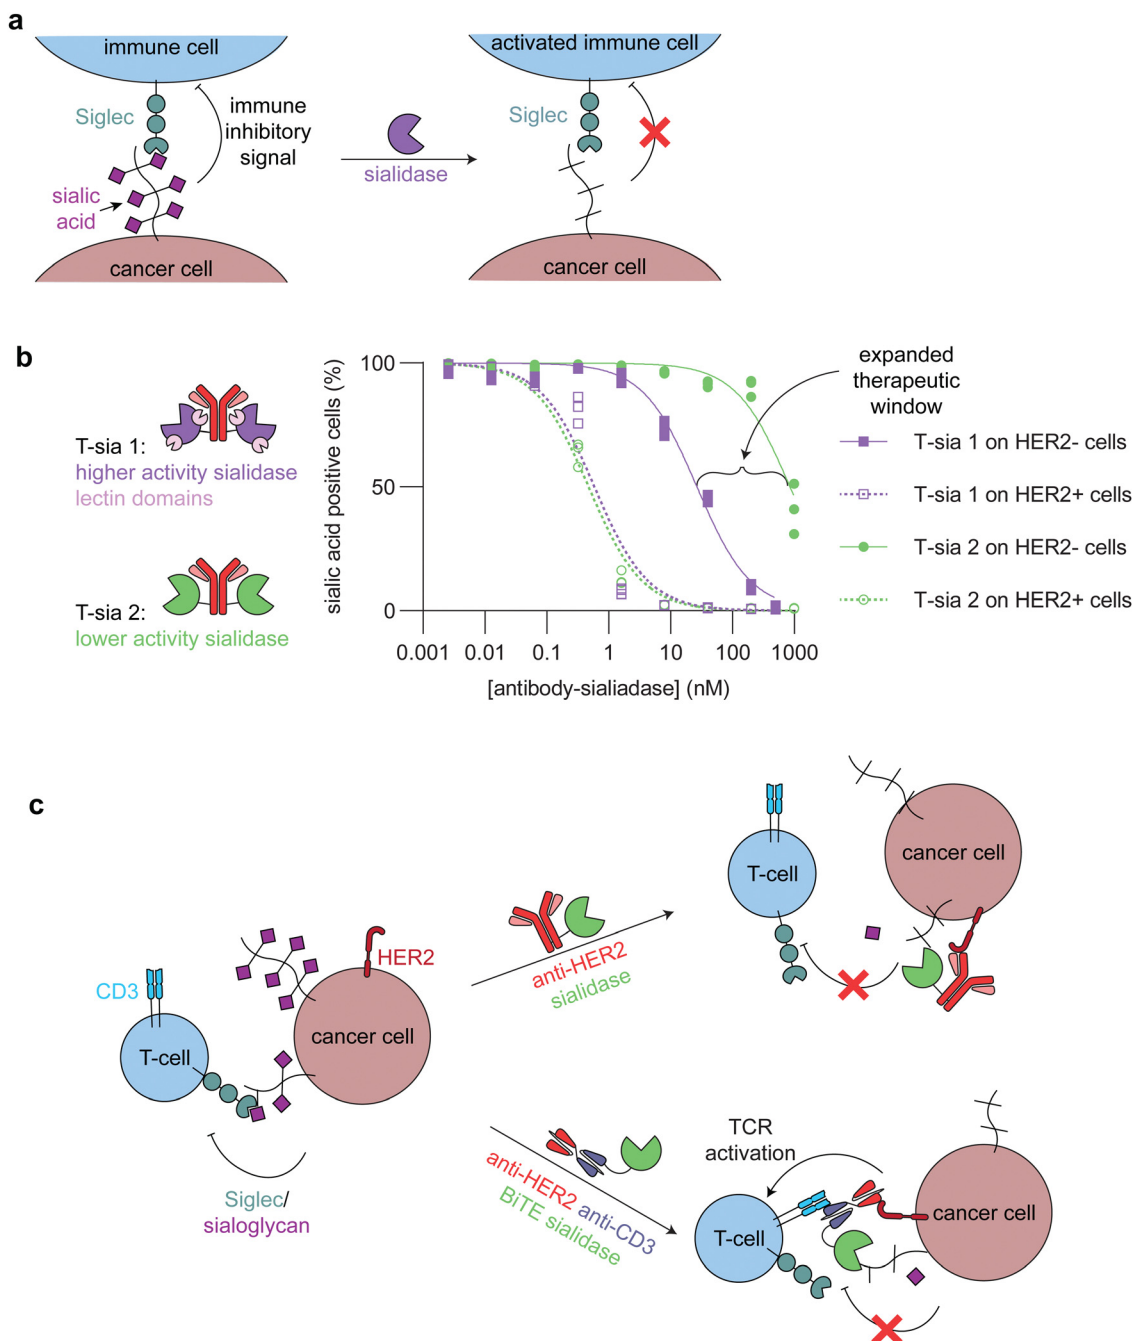 a
immune cell
Siglec
immune
inhibitory
signal
sialic
acid
cancer cell
sialidase
activated immune cell
Siglec
cancer cell
b
T-sia 1:
higher activity sialidase
lectin domains
T-sia 2:
lower activity sialidase
sialic acid positive cells (%)
100
50
0
0.001 0.01 0.1 1 10 100 1000
[antibody-sialiadase] (nM)
expanded
therapeutic
window
T-sia 1 on HER2- cells
T-sia 1 on HER2+ cells
T-sia 2 on HER2- cells
T-sia 2 on HER2+ cells
c
CD3
T-cell
HER2
cancer cell
Siglec/
sialoglycan
anti-HER2
sialidase
T-cell
cancer cell
anti-HER2 anti-CD3
BiTE sialidase
TCR
activation
T-cell
cancer cell